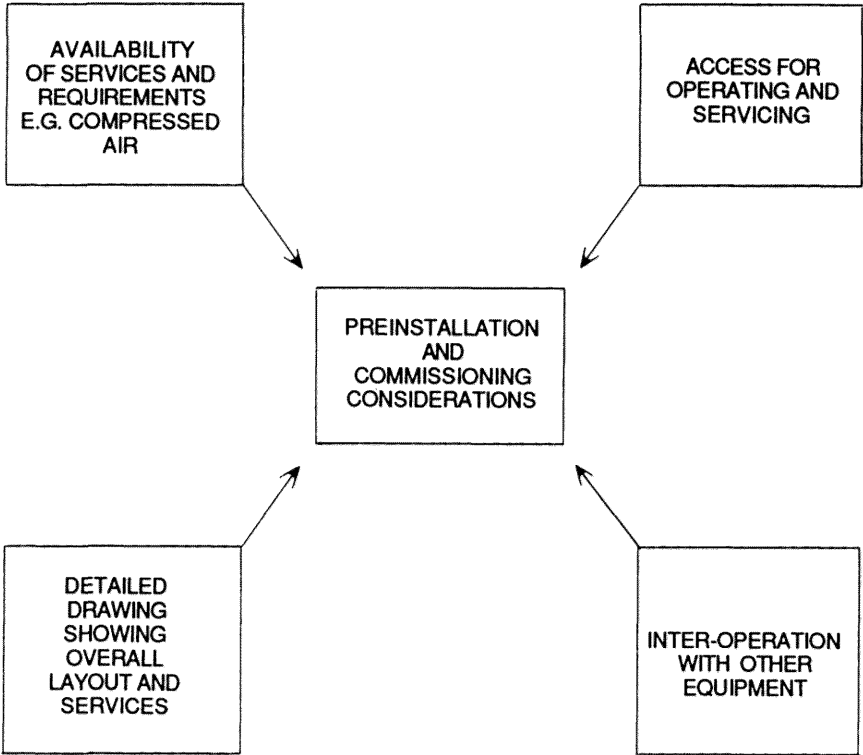 AVAILABILITY
OF SERVICES AND
REQUIREMENTS
E.G. COMPRESSED
AIR
ACCESS FOR
OPERATING AND
SERVICING
PREINSTALLATION
AND
COMMISSIONING
CONSIDERATIONS
DETAILED
DRAWING
SHOWING
OVERALL
LAYOUT AND
SERVICES
INTER-OPERATION
WITH OTHER
EQUIPMENT